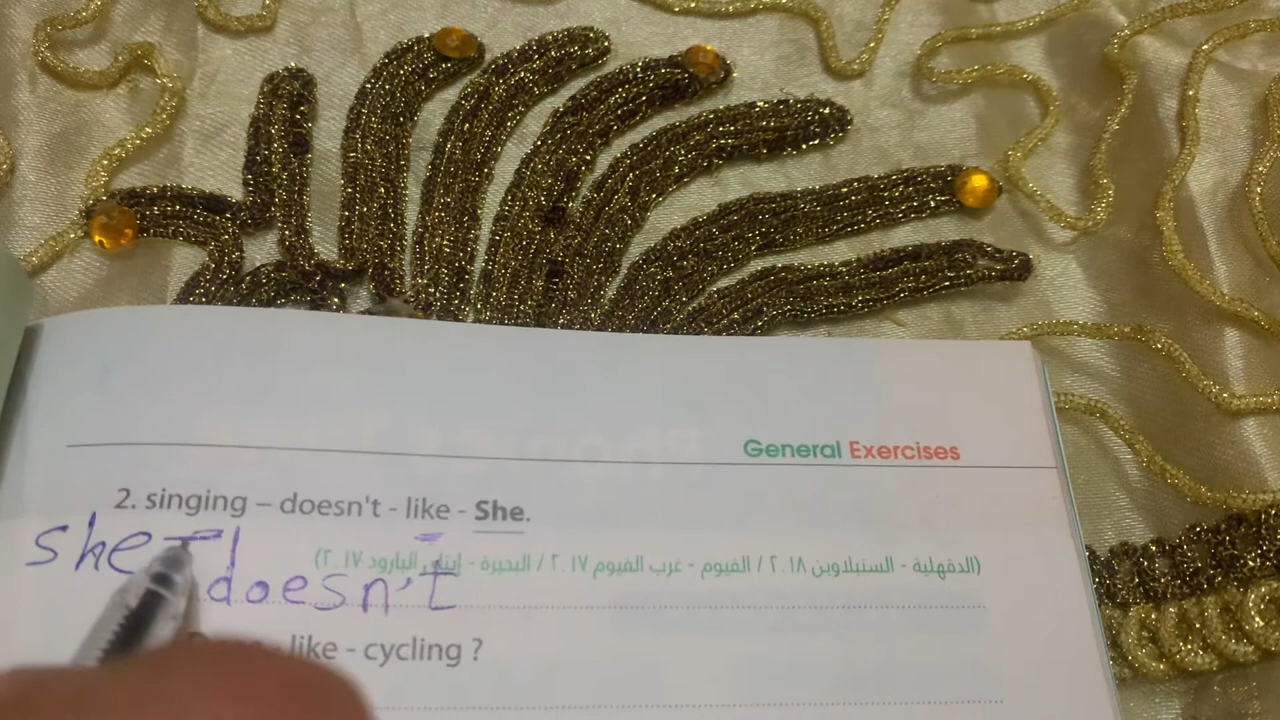 General Exercises
2. singing – doesn't - like - She.
(الدقهلية - السنبلاوين ٢٠١٨ / الفيوم - غرب الفيوم ٢٠١٧ / البحيرة - إيتاى البارود ٢٠١٧)
she doesn't
like - cycling ?